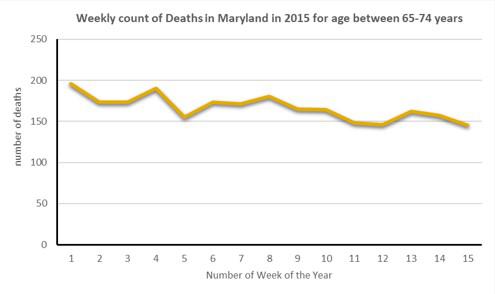 Weekly count of Deaths in Maryland in 2015 for age between 65-74 years
250
200
150
100
50
0
number of deaths
1 2 3 4 5 6 7 8 9 10 11 12 13 14 15
Number of Week of the Year